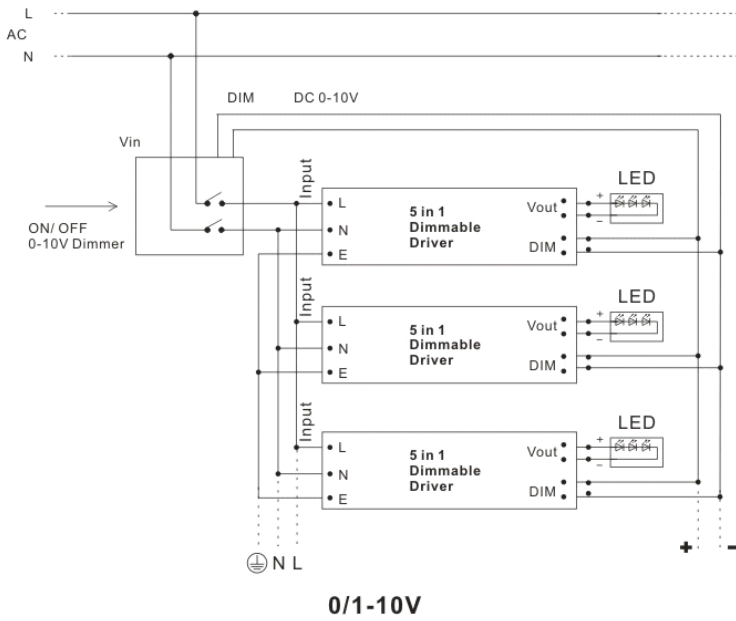 L
AC
N
DIM DC 0-10V
Vin
ON/ OFF
0-10V Dimmer
Input
L
N
E
5 in 1
Dimmable
Driver
Vout
DIM
+
−
LED
Input
L
N
E
5 in 1
Dimmable
Driver
Vout
DIM
+
−
LED
Input
L
N
E
5 in 1
Dimmable
Driver
Vout
DIM
+
−
LED
N L
+ −
0/1-10V